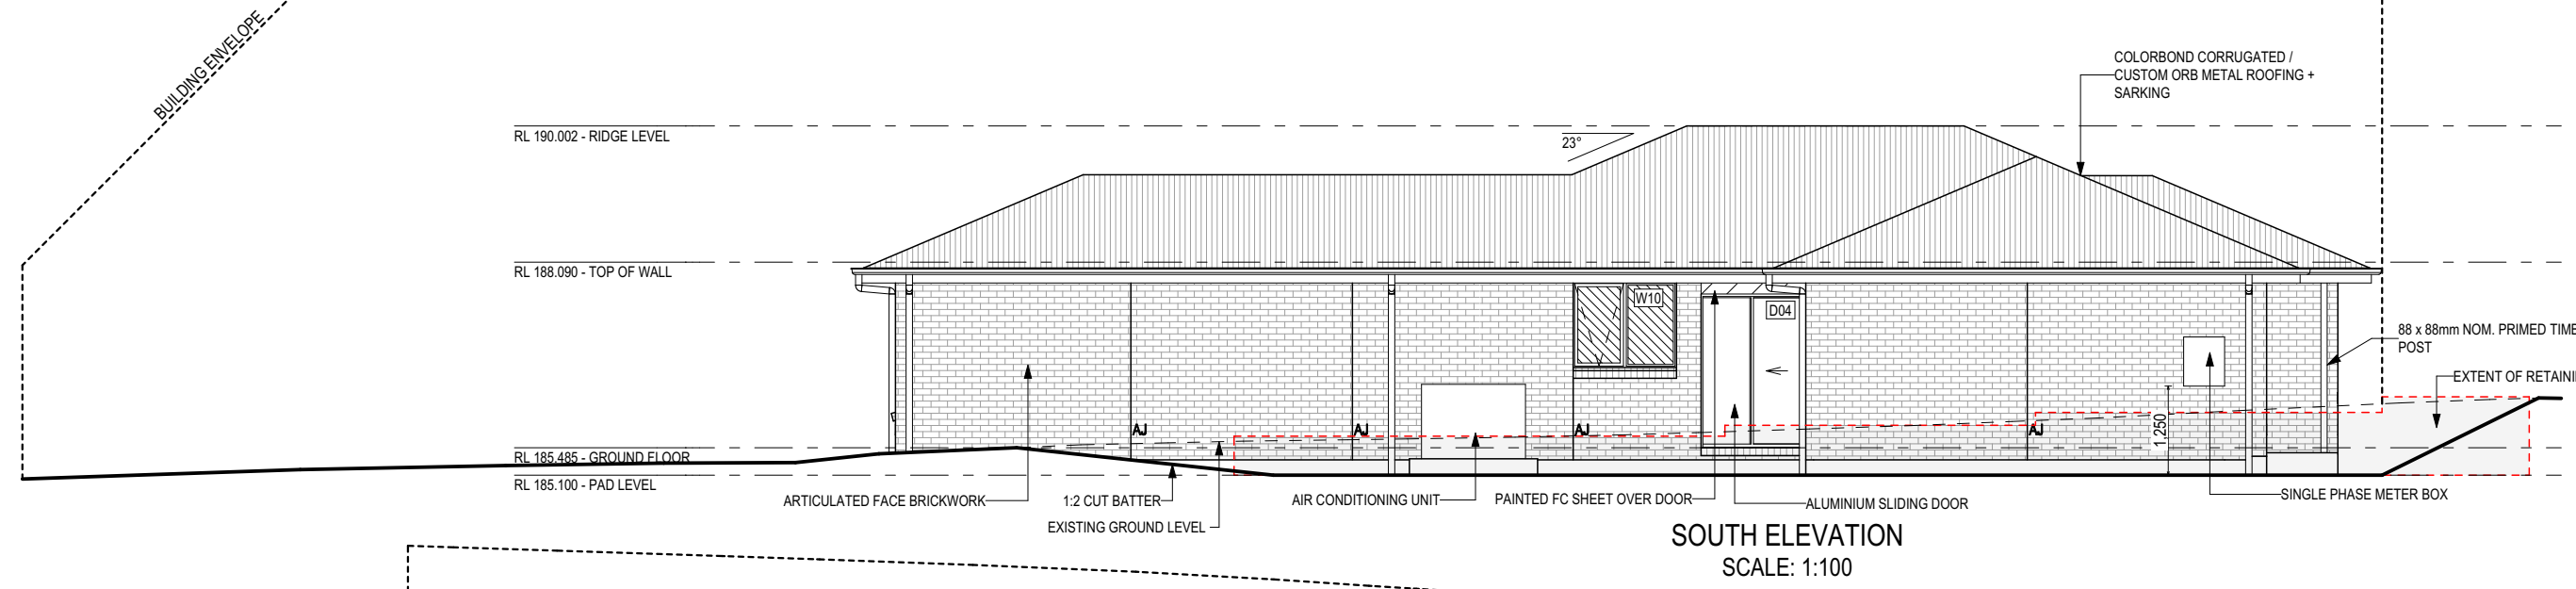 BUILDING ENVELOPE
COLORBOND CORRUGATED /
CUSTOM ORB METAL ROOFING +
SARKING
RL 190.002 - RIDGE LEVEL
23°
RL 188.090 - TOP OF WALL
W10
D04
88 x 88mm NOM. PRIMED TIME
POST
EXTENT OF RETAINI
1,250
AJ
AJ
AJ
AJ
RL 185.485 - GROUND FLOOR
RL 185.100 - PAD LEVEL
ARTICULATED FACE BRICKWORK
1:2 CUT BATTER
EXISTING GROUND LEVEL
AIR CONDITIONING UNIT
PAINTED FC SHEET OVER DOOR
ALUMINIUM SLIDING DOOR
SINGLE PHASE METER BOX
SOUTH ELEVATION
SCALE: 1:100